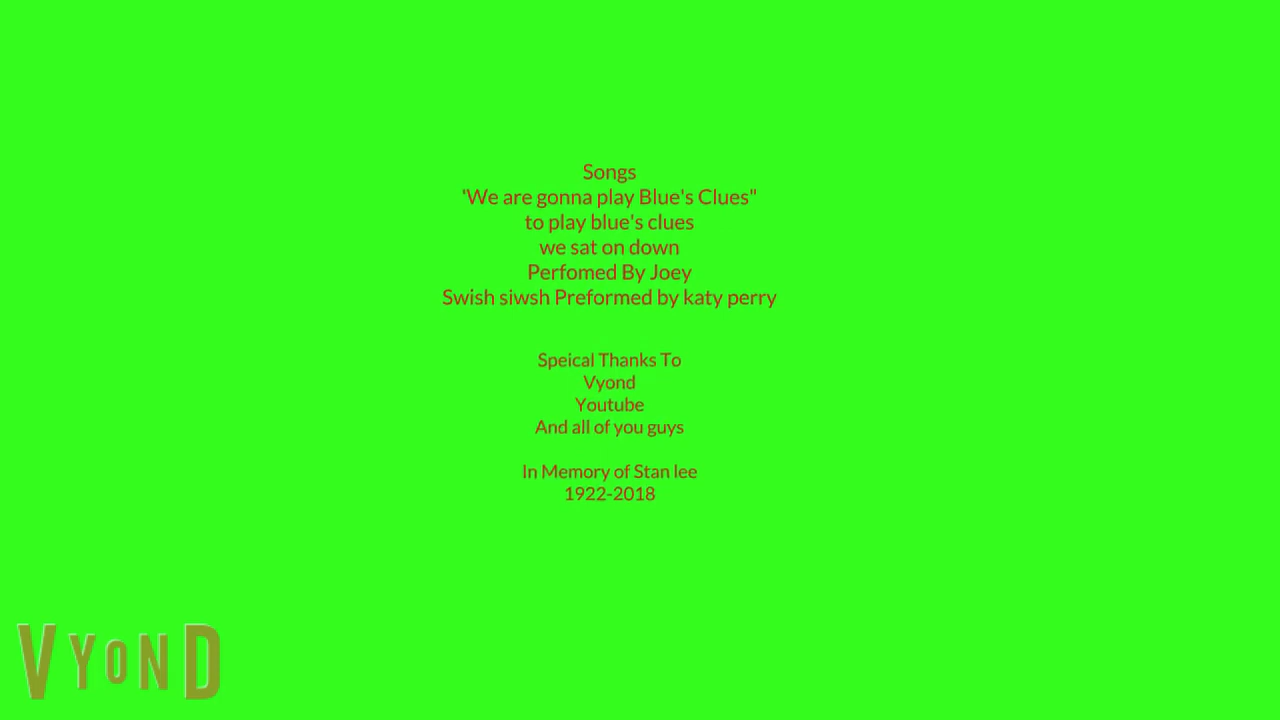 Songs
'We are gonna play Blue's Clues"
to play blue's clues
we sat on down
Perfomed By Joey
Swish siwsh Preformed by katy perry
Speical Thanks To
Vyond
Youtube
And all of you guys
In Memory of Stan lee
1922-2018
VYOND